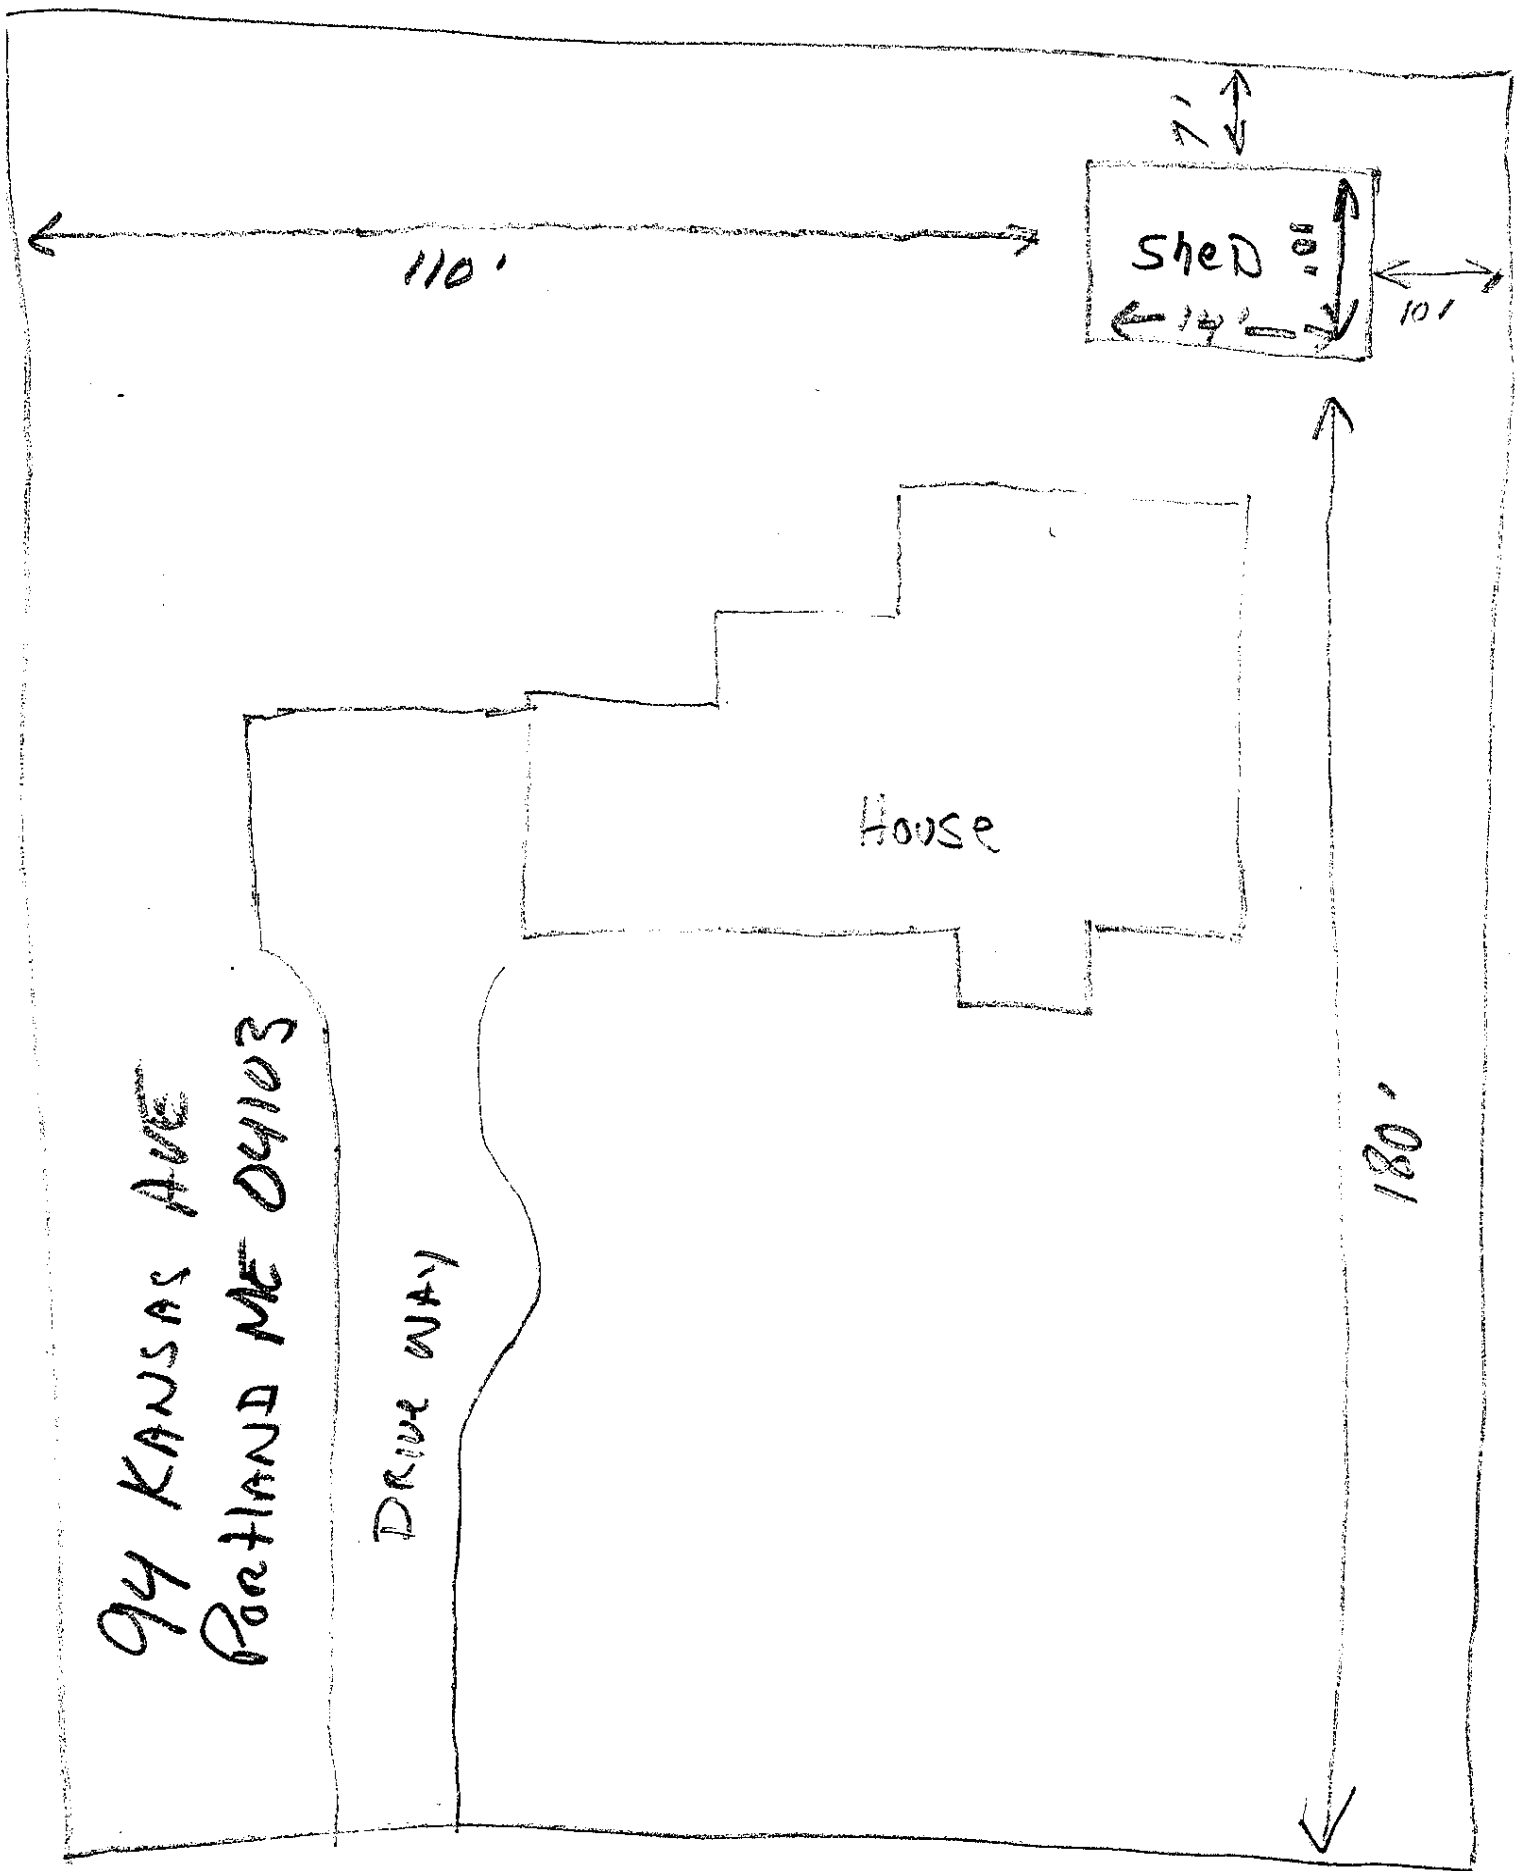 7'
110'
SheD
10'
14'
10'
House
180'
94 KANSAS AVE
PORTLAND ME 04103
DRIVE WAY